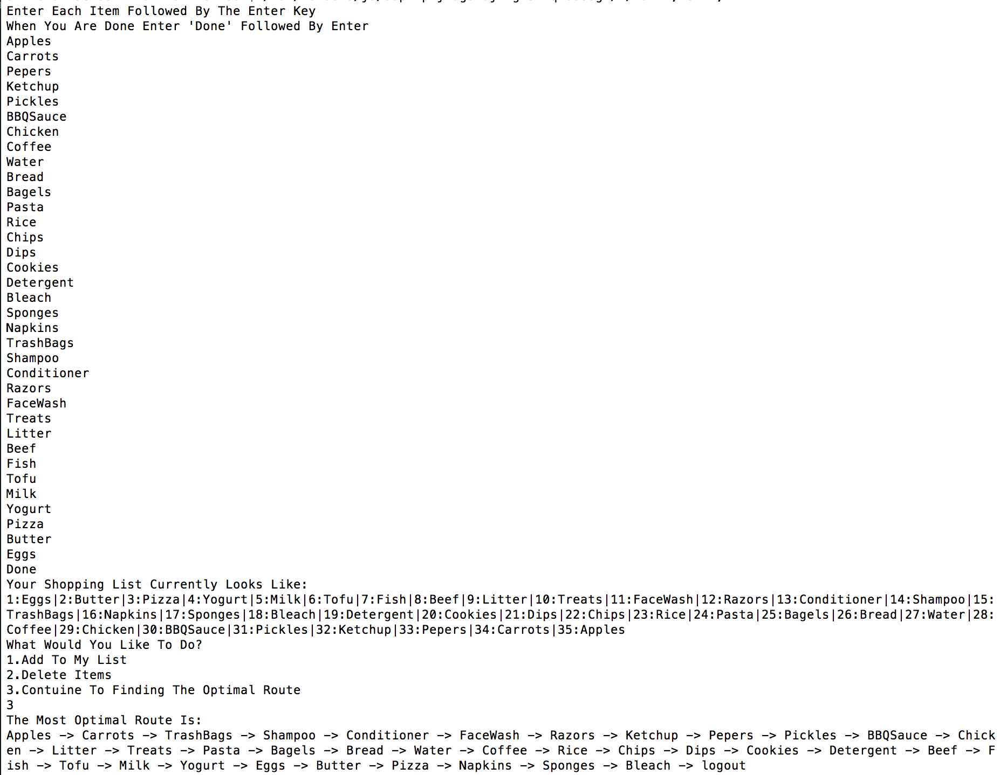 Enter Each Item Followed By The Enter Key
When You Are Done Enter 'Done' Followed By Enter
Apples
Carrots
Pepers
Ketchup
Pickles
BBQSauce
Chicken
Coffee
Water
Bread
Bagels
Pasta
Rice
Chips
Dips
Cookies
Detergent
Bleach
Sponges
Napkins
TrashBags
Shampoo
Conditioner
Razors
FaceWash
Treats
Litter
Beef
Fish
Tofu
Milk
Yogurt
Pizza
Butter
Eggs
Done
Your Shopping List Currently Looks Like:
1:Eggs|2:Butter|3:Pizza|4:Yogurt|5:Milk|6:Tofu|7:Fish|8:Beef|9:Litter|10:Treats|11:FaceWash|12:Razors|13:Conditioner|14:Shampoo|15:
TrashBags|16:Napkins|17:Sponges|18:Bleach|19:Detergent|20:Cookies|21:Dips|22:Chips|23:Rice|24:Pasta|25:Bagels|26:Bread|27:Water|28:
Coffee|29:Chicken|30:BBQSauce|31:Pickles|32:Ketchup|33:Pepers|34:Carrots|35:Apples
What Would You Like To Do?
1.Add To My List
2.Delete Items
3.Contuine To Finding The Optimal Route
3
The Most Optimal Route Is:
Apples -> Carrots -> TrashBags -> Shampoo -> Conditioner -> FaceWash -> Razors -> Ketchup -> Pepers -> Pickles -> BBQSauce -> Chick
en -> Litter -> Treats -> Pasta -> Bagels -> Bread -> Water -> Coffee -> Rice -> Chips -> Dips -> Cookies -> Detergent -> Beef -> F
ish -> Tofu -> Milk -> Yogurt -> Eggs -> Butter -> Pizza -> Napkins -> Sponges -> Bleach -> logout